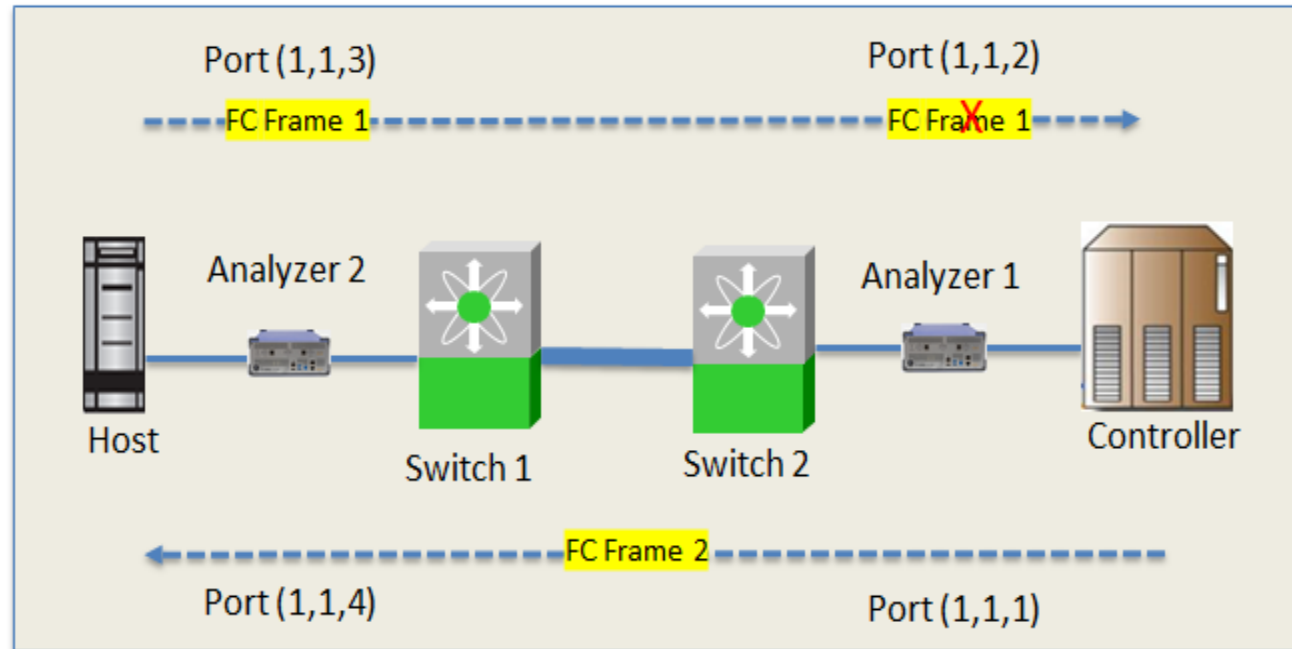 Port (1,1,3)
Port (1,1,2)
FC Frame 1
FC Frame 1
X
Analyzer 2
Analyzer 1
Host
Switch 1
Switch 2
Controller
FC Frame 2
Port (1,1,4)
Port (1,1,1)